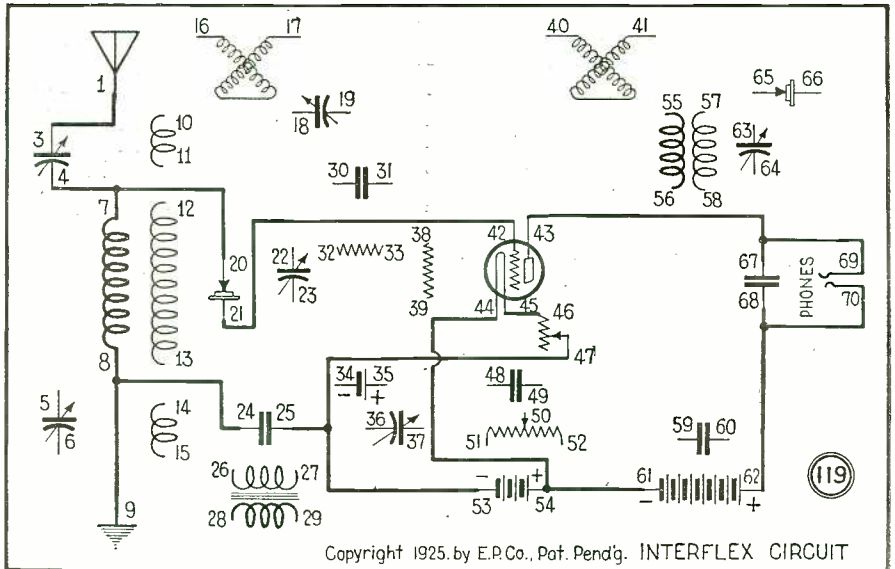 16 17 40 41
1 19 65 66
18 55 57
3 10 63
4 11 30 31 64
7 12 56 58
20 22 32 33 38 42 43
21 23 67 69
68 PHONES 70
39 44 45 46
13 47
8 34 35 48
- + 49
5 14 24 25 36 50 59 60
6 15 37 51 52
26 27 - + 61 62
28 29 53 54 - +
9 119
Copyright 1925. by E.P. Co., Pat. Pend'g. INTERFLEX CIRCUIT